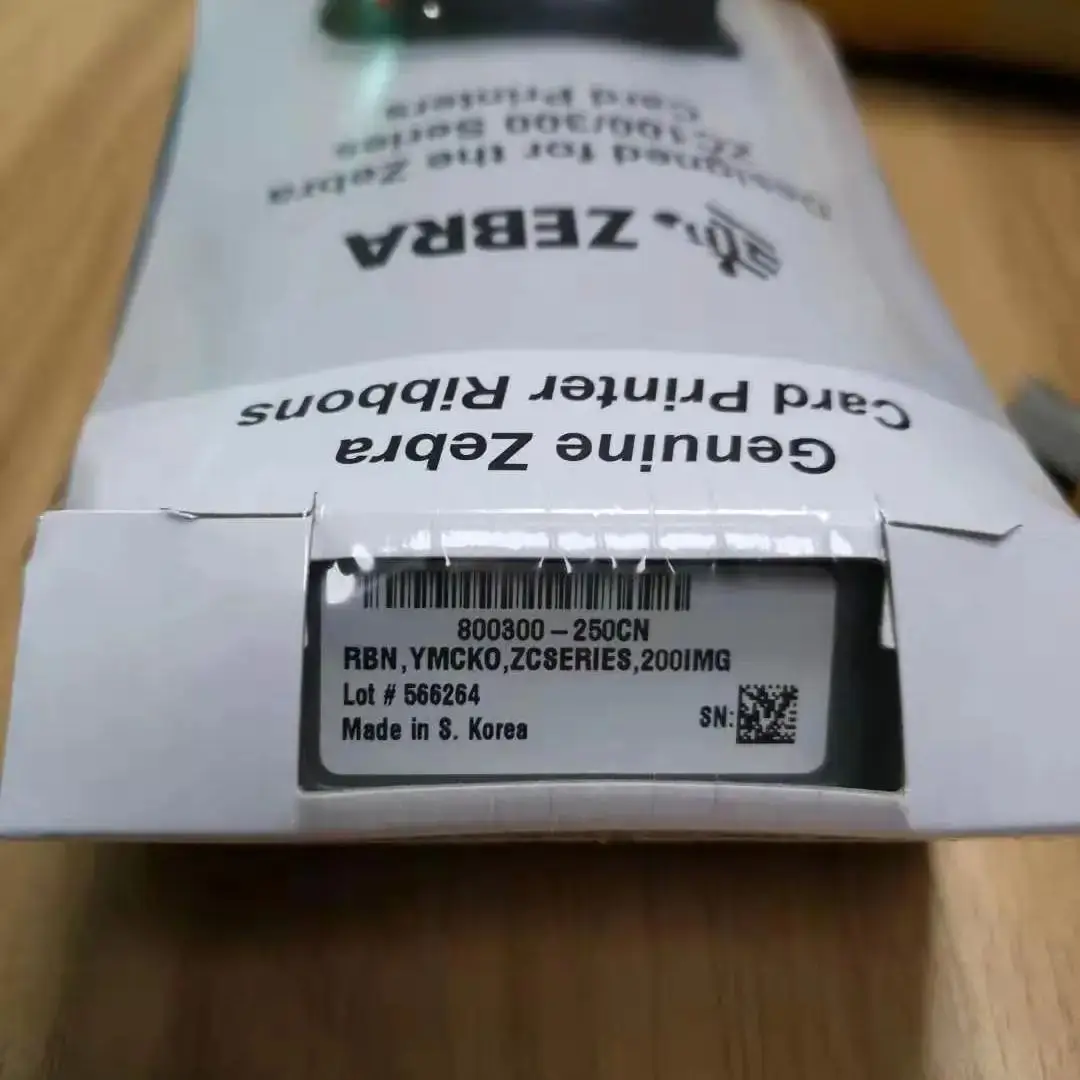 Genuine Zebra
Card Printer Ribbons
ZEBRA
Designed for the Zebra
ZC100/300 Series
Card Printers
800300-250CN
RBN,YMCKO,ZCSERIES,200IMG
Lot # 566264
Made in S. Korea
SN: